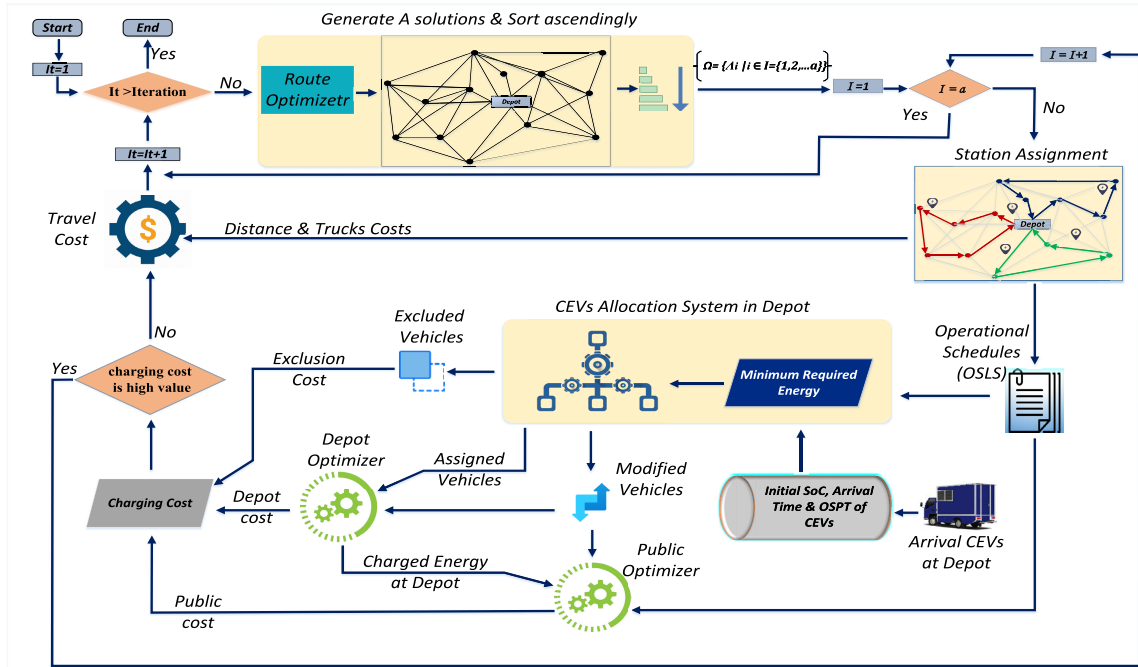 Generate A solutions & Sort ascendingly
Start
End
It=1
Yes
It >Iteration
No
Route
Optimizetr
Depot
Ω= {Λi |i ∈ I={1,2,...a}}
I = I+1
I =1
I = a
Yes
No
It=It+1
Station Assignment
Depot
Travel
Cost
Distance & Trucks Costs
CEVs Allocation System in Depot
Excluded
Vehicles
Operational
Schedules
(OSLS)
No
Yes
charging cost
is high value
Exclusion
Cost
Minimum Required
Energy
Depot
Optimizer
Assigned
Vehicles
Modified
Vehicles
Initial SoC, Arrival
Time & OSPT of
CEVs
Arrival CEVs
at Depot
Charging Cost
Depot
cost
Charged Energy
at Depot
Public
Optimizer
Public
cost